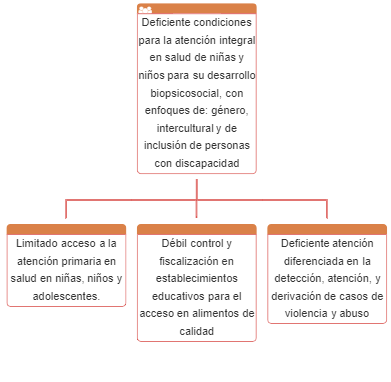 Deficiente condiciones
para la atención integral
en salud de niñas y
niños para su desarrollo
biopsicosocial, con
enfoques de: género,
intercultural y de
inclusión de personas
con discapacidad
Limitado acceso a la
atención primaria en
salud en niñas, niños y
adolescentes.
Débil control y
fiscalización en
establecimientos
educativos para el
acceso en alimentos de
calidad
Deficiente atención
diferenciada en la
detección, atención, y
derivación de casos de
violencia y abuso